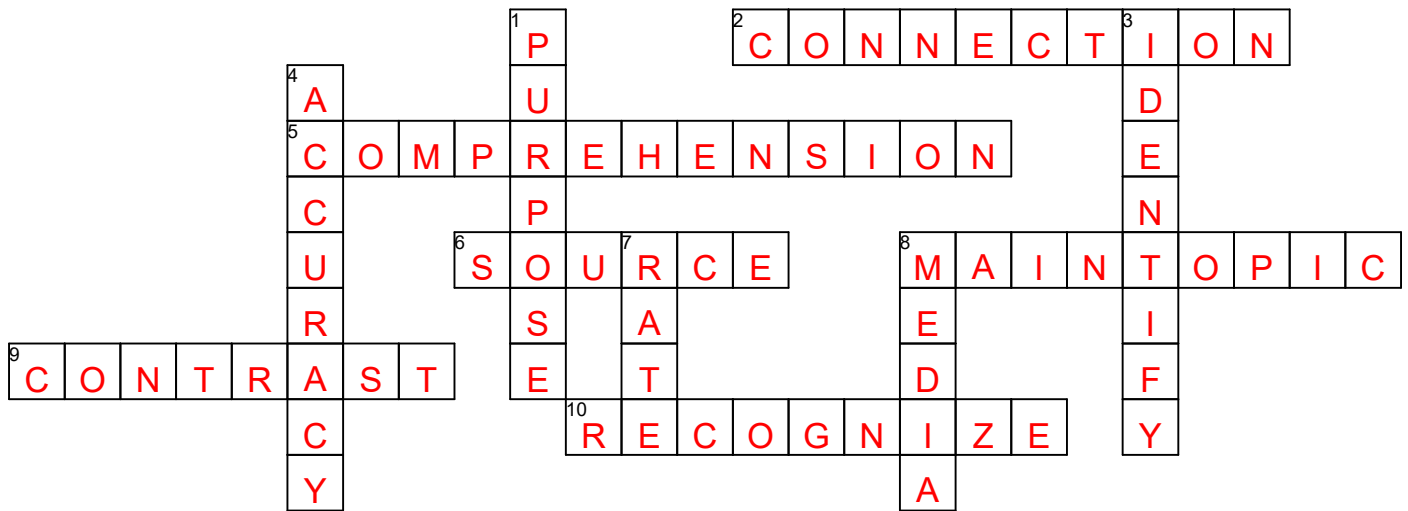 1 P 2 C O N N E C T 3 I O N
4 A U D
5 C O M P R E H E N S I O N E
C P N
U 6 S O U 7 R C E 8 M A I N T O P I C
R S A E I
9 C O N T R A S T E T D F
C 10 R E C O G N I Z E Y
Y A